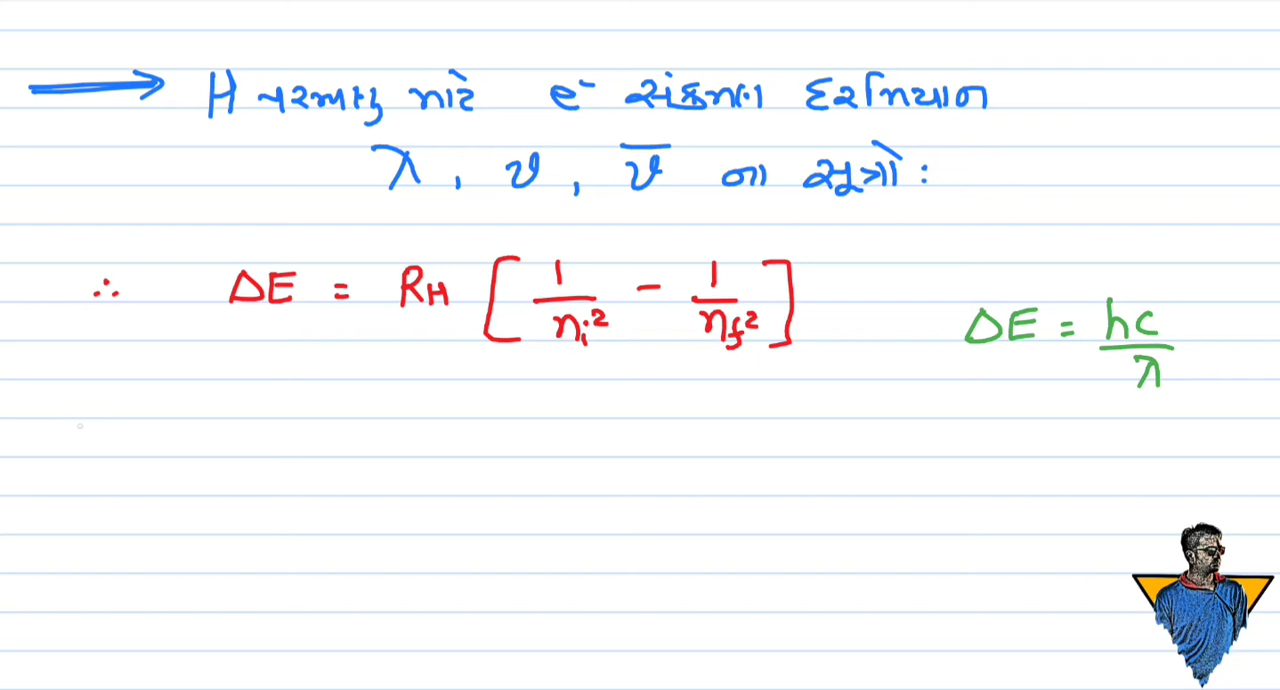 ⟹ H પરમાણુ માટે e⁻ સંક્રમણ દરમિયાન
λ, ν, ν̅ ના સુત્રો :
∴ ΔE = R_H [ 1/n_i² − 1/n_f² ]
ΔE = hc/λ